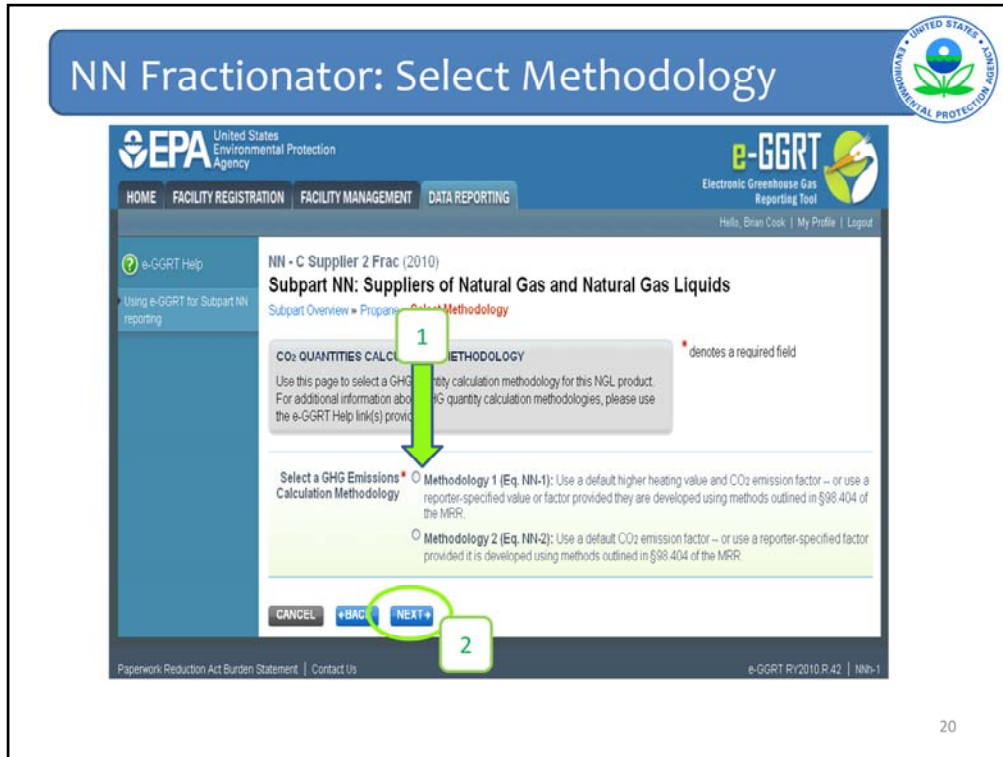 NN Fractionator: Select Methodology
UNITED STATES
ENVIRONMENTAL PROTECTION AGENCY
EPA United States
Environmental Protection
Agency
e-GGRT
Electronic Greenhouse Gas
Reporting Tool
HOME FACILITY REGISTRATION FACILITY MANAGEMENT DATA REPORTING
Hello, Brian Cook | My Profile | Logout
e-GGRT Help
Using e-GGRT for Subpart NN
reporting
NN - C Supplier 2 Frac (2010)
Subpart NN: Suppliers of Natural Gas and Natural Gas Liquids
Subpart Overview » Propane Methodology
1
* denotes a required field
CO2 QUANTITIES CALC METHODOLOGY
Use this page to select a GHG quantity calculation methodology for this NGL product.
For additional information GHG quantity calculation methodologies, please use
the e-GGRT Help link(s)
Select a GHG Emissions *
Calculation Methodology
Methodology 1 (Eq. NN-1): Use a default higher heating value and CO2 emission factor – or use a
reporter-specified value or factor provided they are developed using methods outlined in §98.404 of
the MRR.
Methodology 2 (Eq. NN-2): Use a default CO2 emission factor – or use a reporter-specified factor
provided it is developed using methods outlined in §98.404 of the MRR.
CANCEL BACK NEXT
2
Paperwork Reduction Act Burden Statement | Contact Us
e-GGRT RY2010.R.42 | NNh-1
20